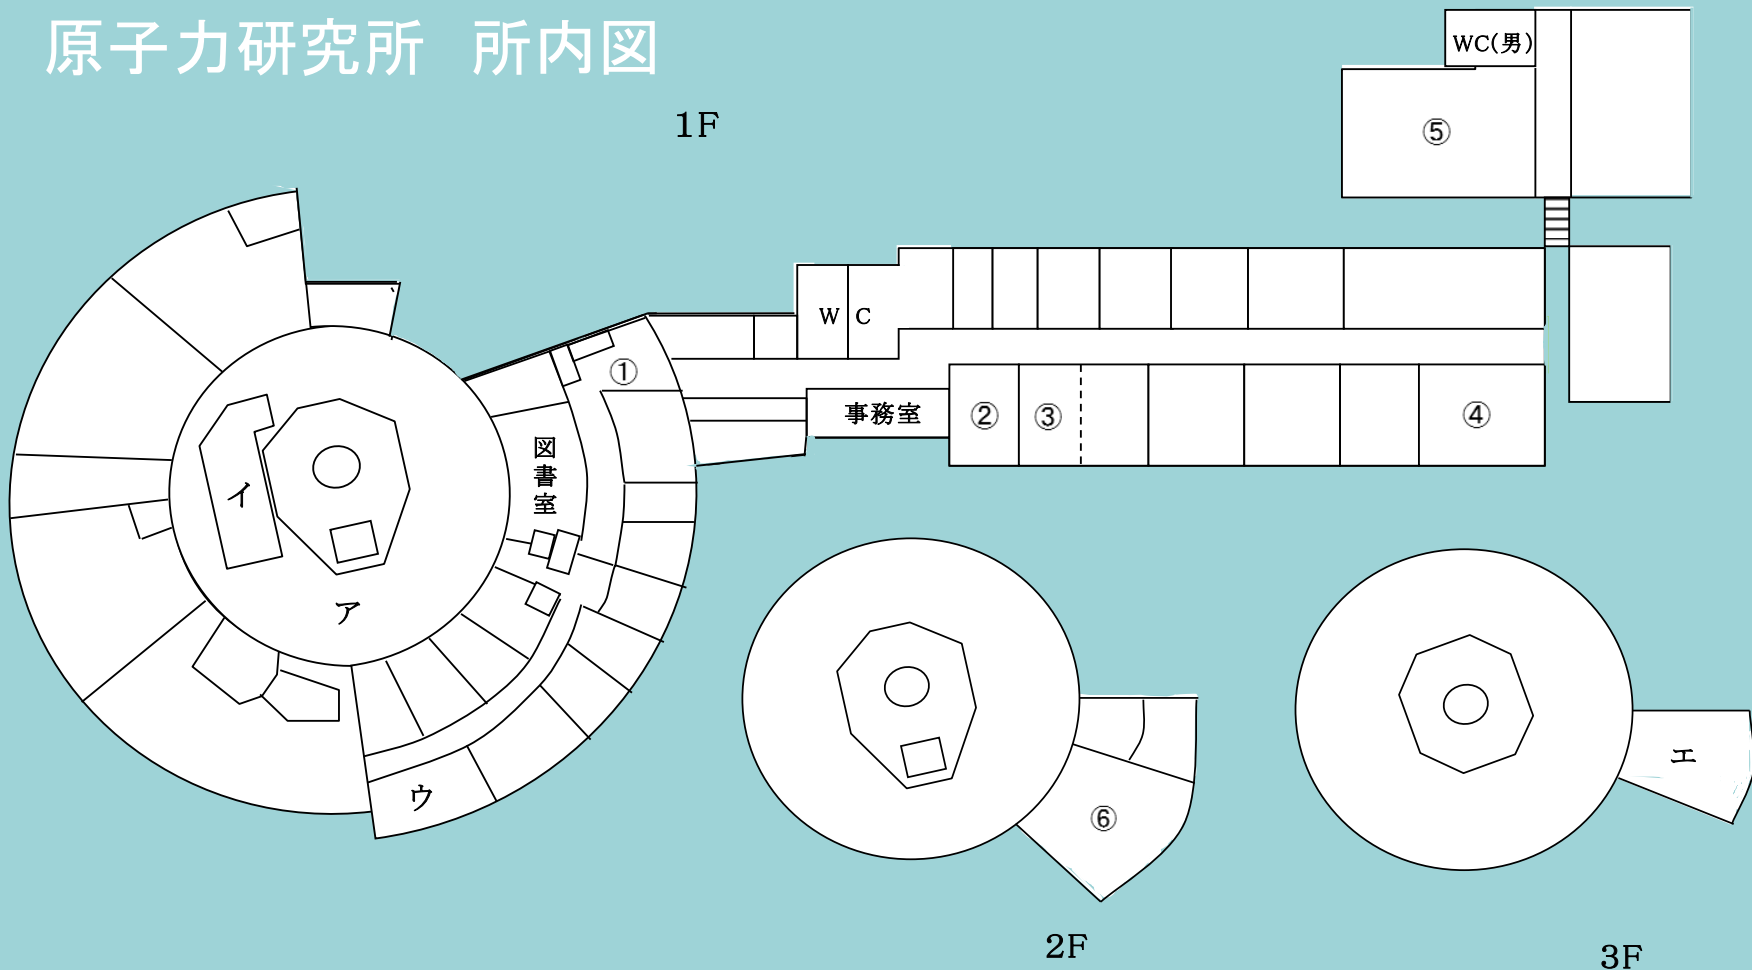 原子力研究所 所内図
1F
WC(男)
⑤
W C
①
事務室
②
③
④
図書室
イ
ア
ウ
⑥
エ
2F
3F